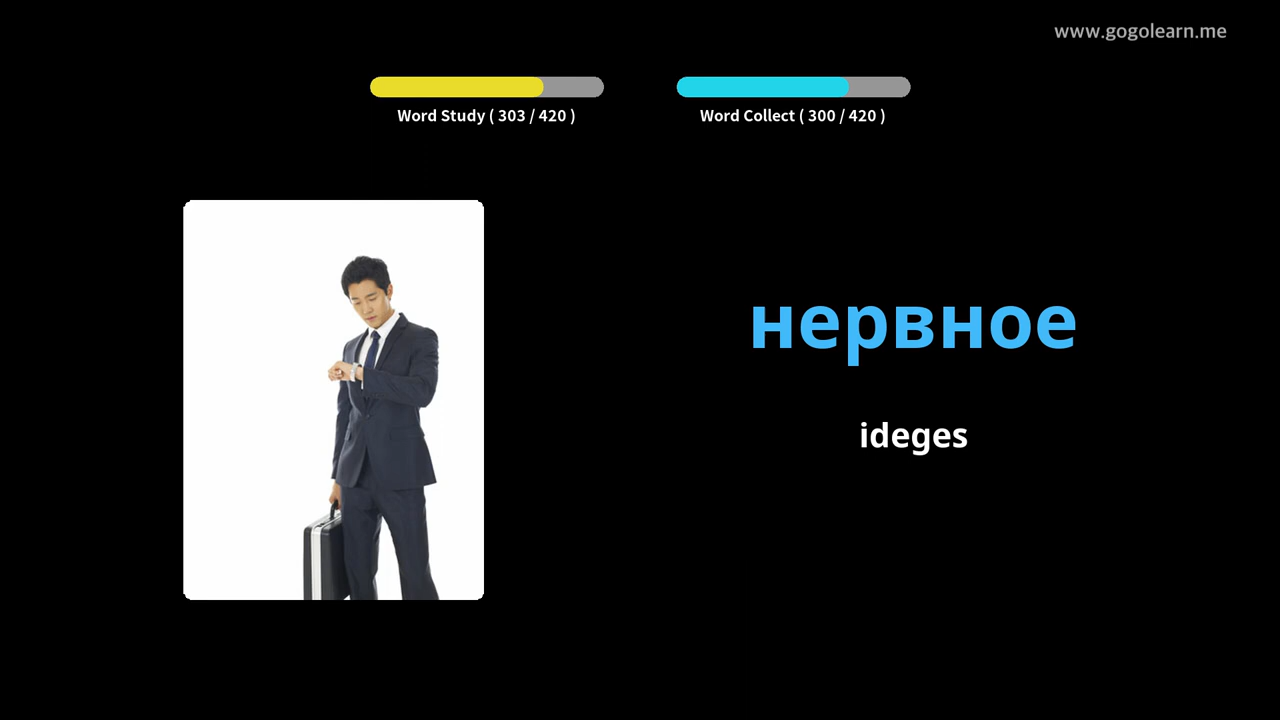 www.gogolearn.me
Word Study ( 303 / 420 )
Word Collect ( 300 / 420 )
нервное
ideges